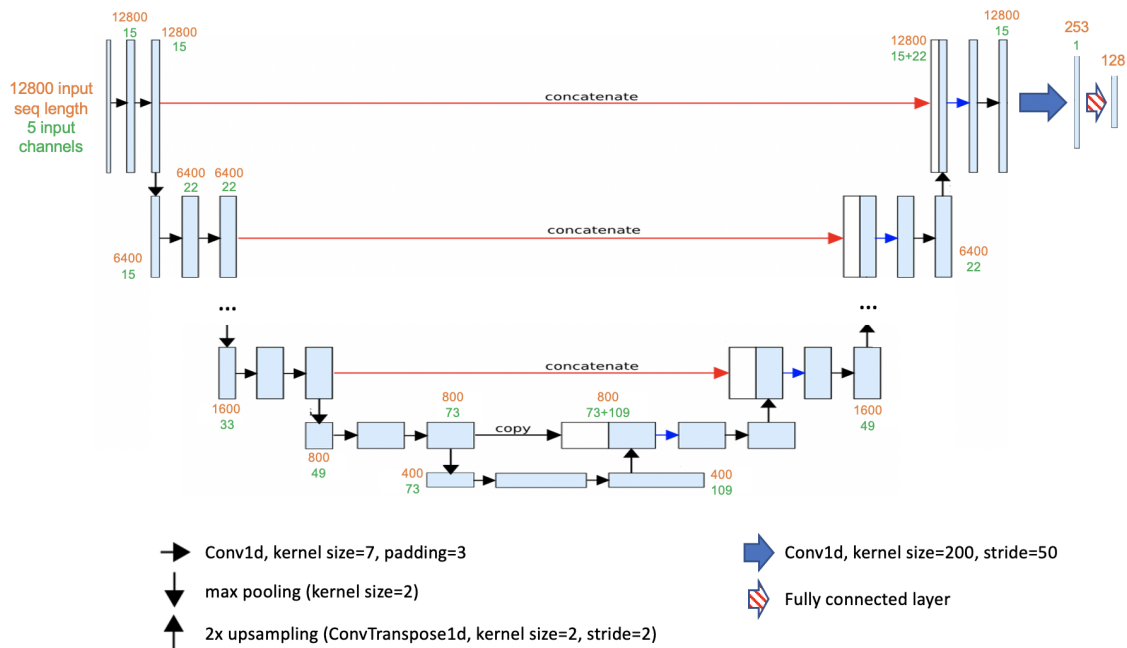 12800
15
12800
15
12800 input
seq length
5 input
channels
concatenate
12800
15+22
12800
15
253
1
128
6400
22
6400
22
6400
15
concatenate
6400
22
...
...
concatenate
1600
33
800
73
800
73+109
1600
49
copy
800
49
400
73
400
109
Conv1d, kernel size=7, padding=3
max pooling (kernel size=2)
2x upsampling (ConvTranspose1d, kernel size=2, stride=2)
Conv1d, kernel size=200, stride=50
Fully connected layer